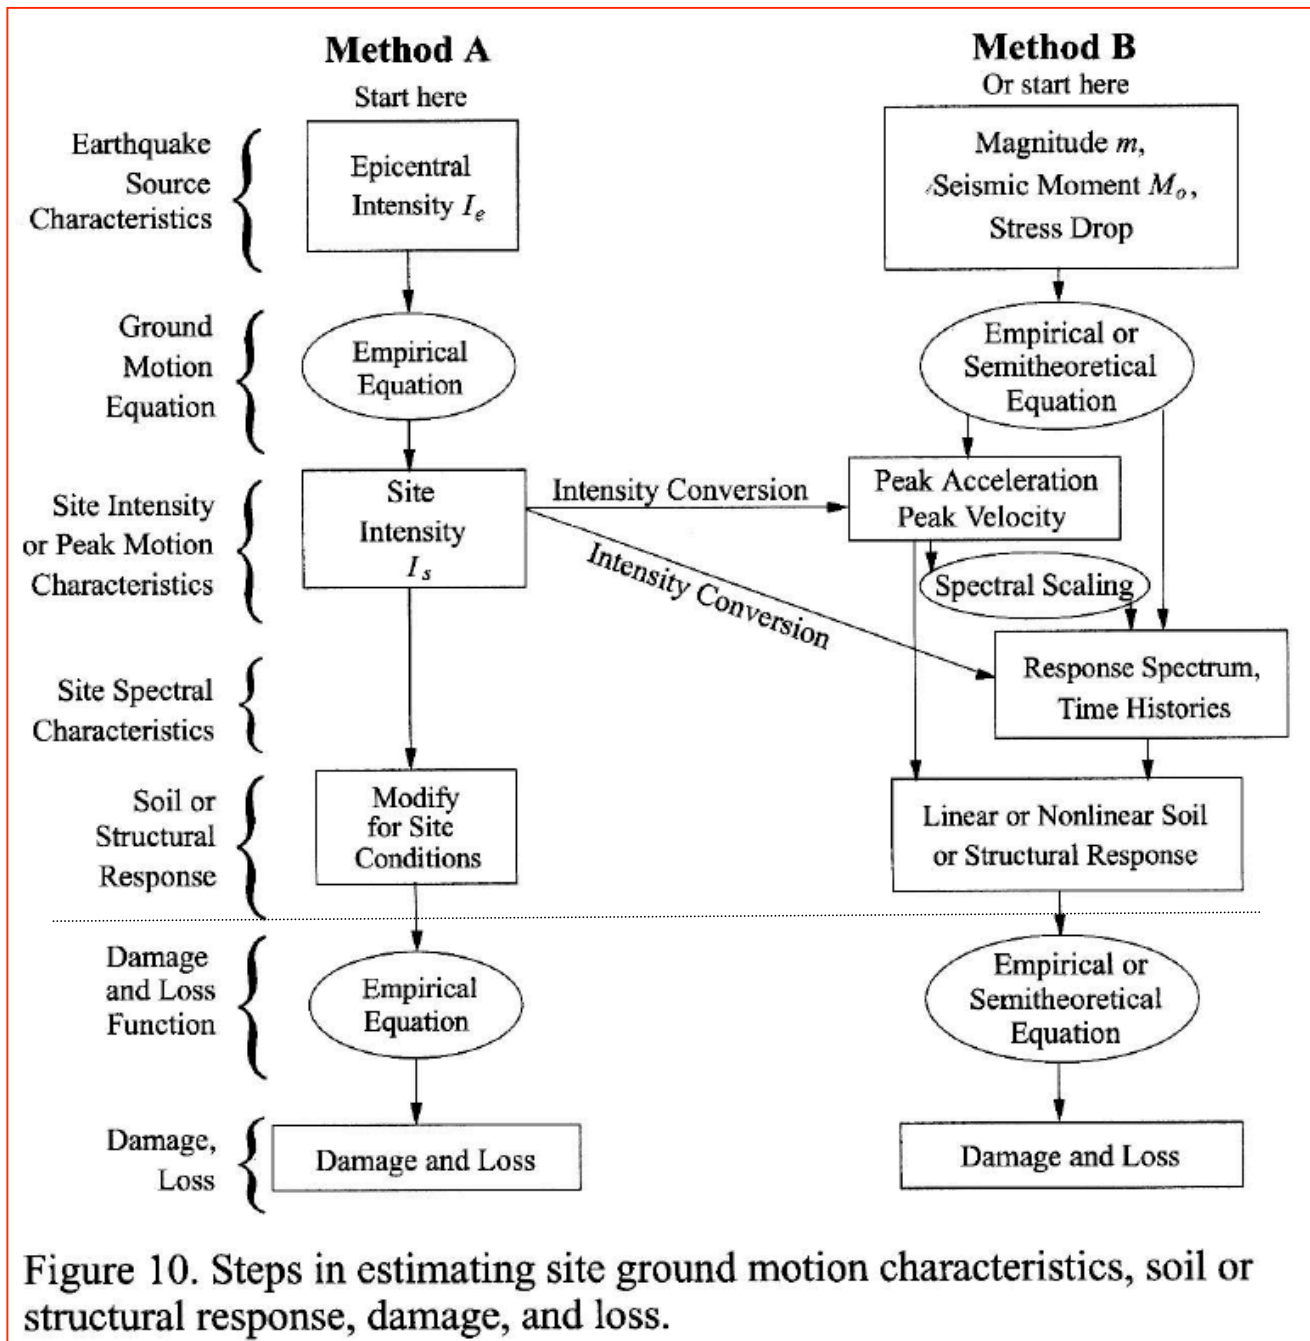 Method A
Start here
Method B
Or start here
Earthquake
Source
Characteristics
Epicentral
Intensity I_e
Magnitude m,
Seismic Moment M_o,
Stress Drop
Ground
Motion
Equation
Empirical
Equation
Empirical or
Semitheoretical
Equation
Site Intensity
or Peak Motion
Characteristics
Site
Intensity
I_s
Intensity Conversion
Intensity Conversion
Peak Acceleration
Peak Velocity
Spectral Scaling
Site Spectral
Characteristics
Response Spectrum,
Time Histories
Soil or
Structural
Response
Modify
for Site
Conditions
Linear or Nonlinear Soil
or Structural Response
Damage
and Loss
Function
Empirical
Equation
Empirical or
Semitheoretical
Equation
Damage,
Loss
Damage and Loss
Damage and Loss
Figure 10. Steps in estimating site ground motion characteristics, soil or
structural response, damage, and loss.